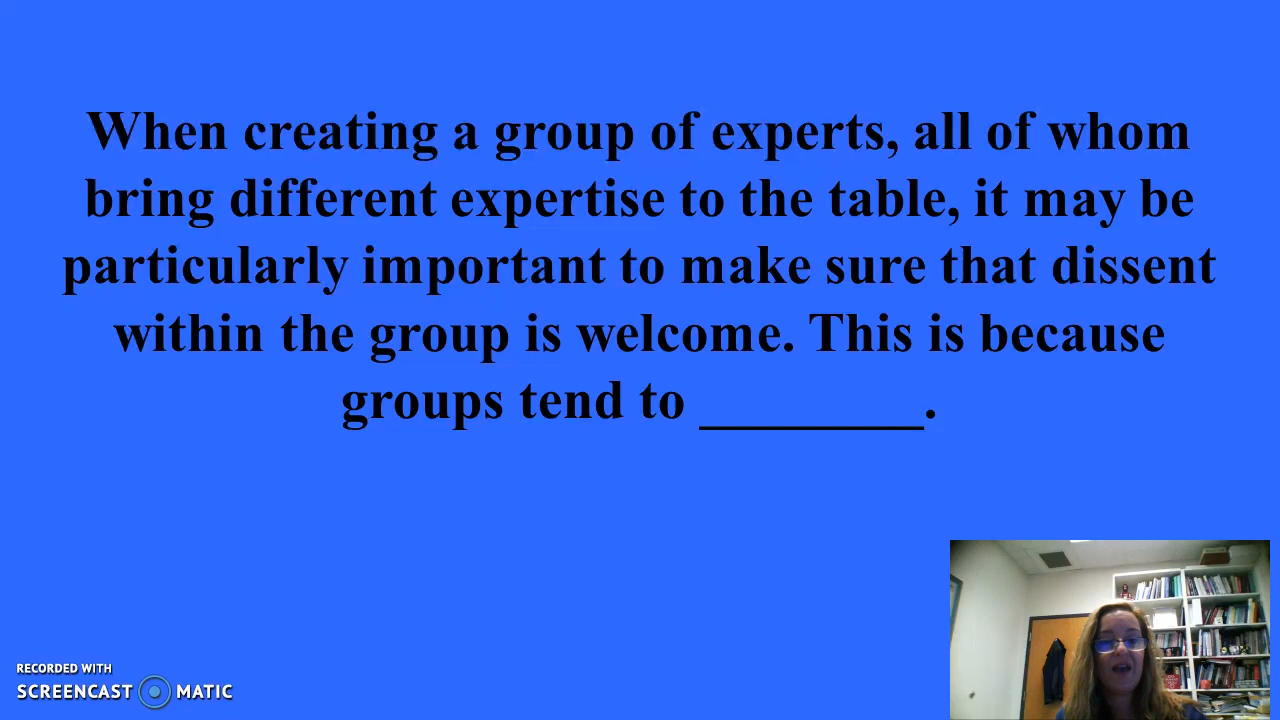 When creating a group of experts, all of whom
bring different expertise to the table, it may be
particularly important to make sure that dissent
within the group is welcome. This is because
groups tend to ________.
RECORDED WITH
SCREENCAST MATIC